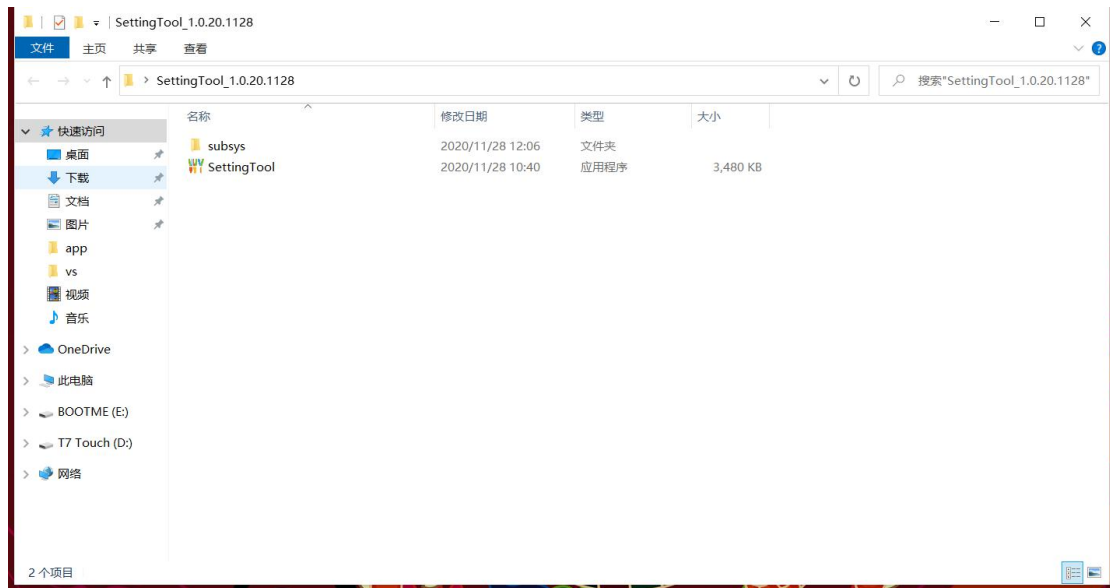 SettingTool_1.0.20.1128
文件 主页 共享 查看
SettingTool_1.0.20.1128 搜索"SettingTool_1.0.20.1128"
名称 修改日期 类型 大小
快速访问
subsys 2020/11/28 12:06 文件夹
桌面
SettingTool 2020/11/28 10:40 应用程序 3,480 KB
下载
文档
图片
app
vs
视频
音乐
OneDrive
此电脑
BOOTME (E:)
T7 Touch (D:)
网络
2 个项目